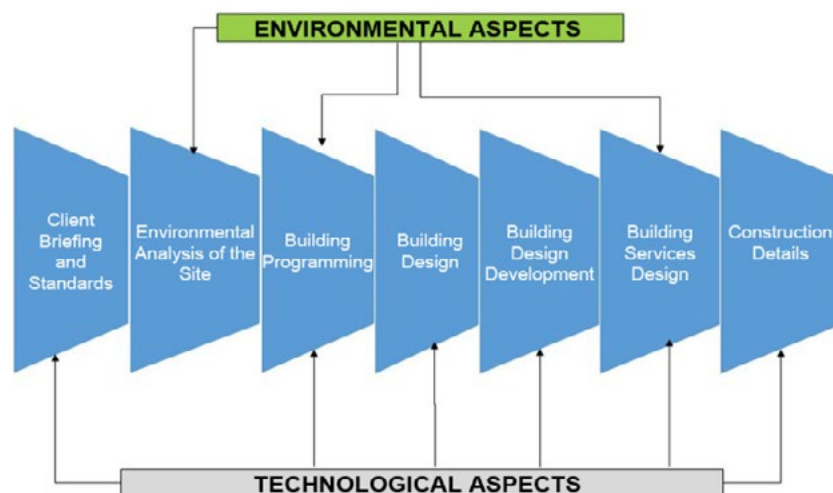 ENVIRONMENTAL ASPECTS
Client
Briefing
and
Standards
Environmental
Analysis of the
Site
Building
Programming
Building
Design
Building
Design
Development
Building
Services
Design
Construction
Details
TECHNOLOGICAL ASPECTS